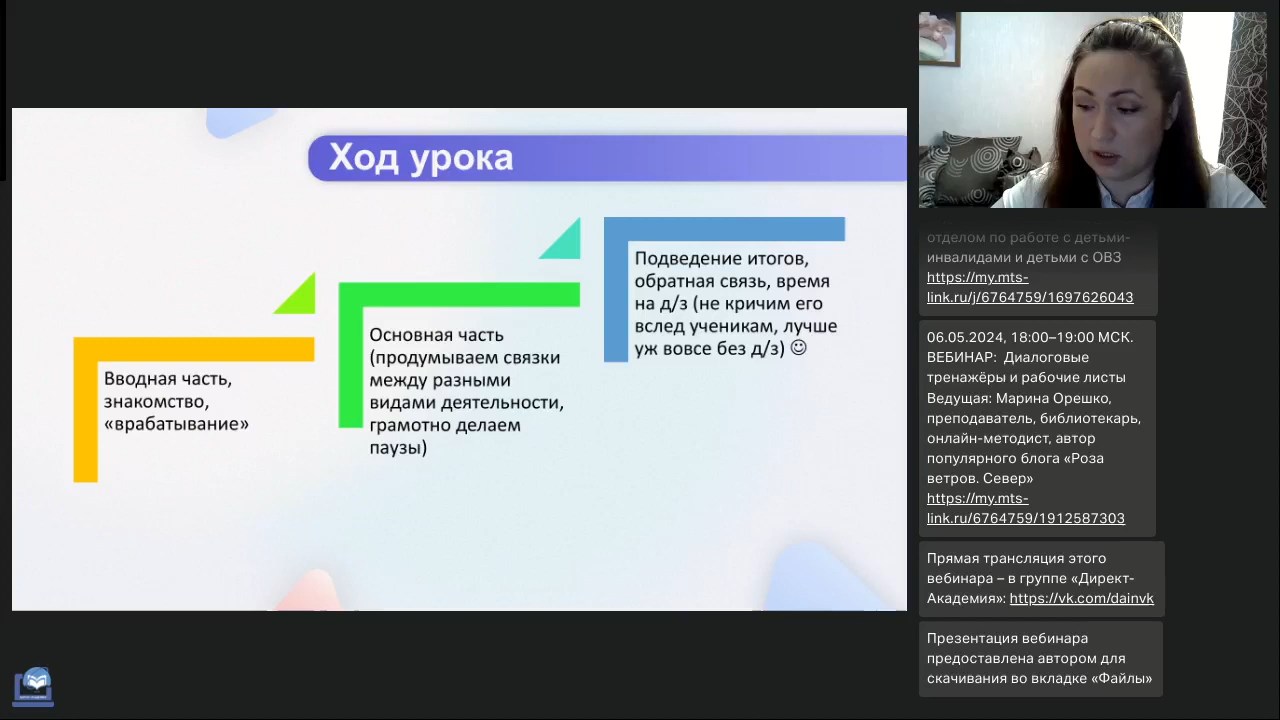 Ход урока
Вводная часть,
знакомство,
«врабатывание»
Основная часть
(продумываем связки
между разными
видами деятельности,
грамотно делаем
паузы)
Подведение итогов,
обратная связь, время
на д/з (не кричим его
вслед ученикам, лучше
уж вовсе без д/з) ☺
отделом по работе с детьми-
инвалидами и детьми с ОВЗ
https://my.mts-
link.ru/j/6764759/1697626043
06.05.2024, 18:00–19:00 МСК.
ВЕБИНАР: Диалоговые
тренажёры и рабочие листы
Ведущая: Марина Орешко,
преподаватель, библиотекарь,
онлайн-методист, автор
популярного блога «Роза
ветров. Север»
https://my.mts-
link.ru/6764759/1912587303
Прямая трансляция этого
вебинара – в группе «Директ-
Академия»: https://vk.com/dainvk
Презентация вебинара
предоставлена автором для
скачивания во вкладке «Файлы»